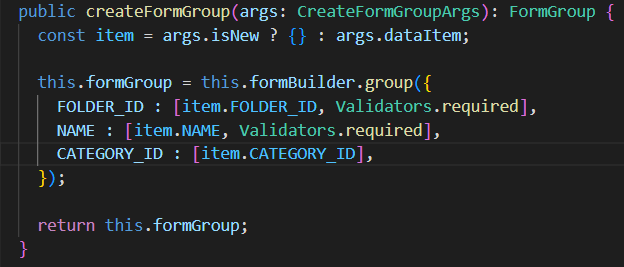 public createFormGroup(args: CreateFormGroupArgs): FormGroup {
const item = args.isNew ? {} : args.dataItem;
this.formGroup = this.formBuilder.group({
FOLDER_ID : [item.FOLDER_ID, Validators.required],
NAME : [item.NAME, Validators.required],
CATEGORY_ID : [item.CATEGORY_ID],
});
return this.formGroup;
}